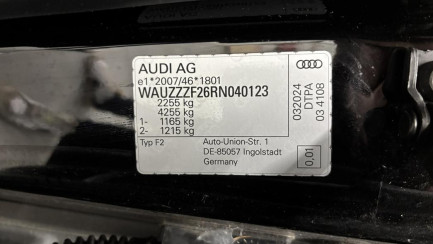 AUDI AG
e1*2007/46*1801
WAUZZZF26RN040123
2255 kg
4255 kg
1- 1165 kg
2- 1215 kg
Typ F2
Auto-Union-Str. 1
DE-85057 Ingolstadt
Germany
032024
DTPA
03 4108
0,01